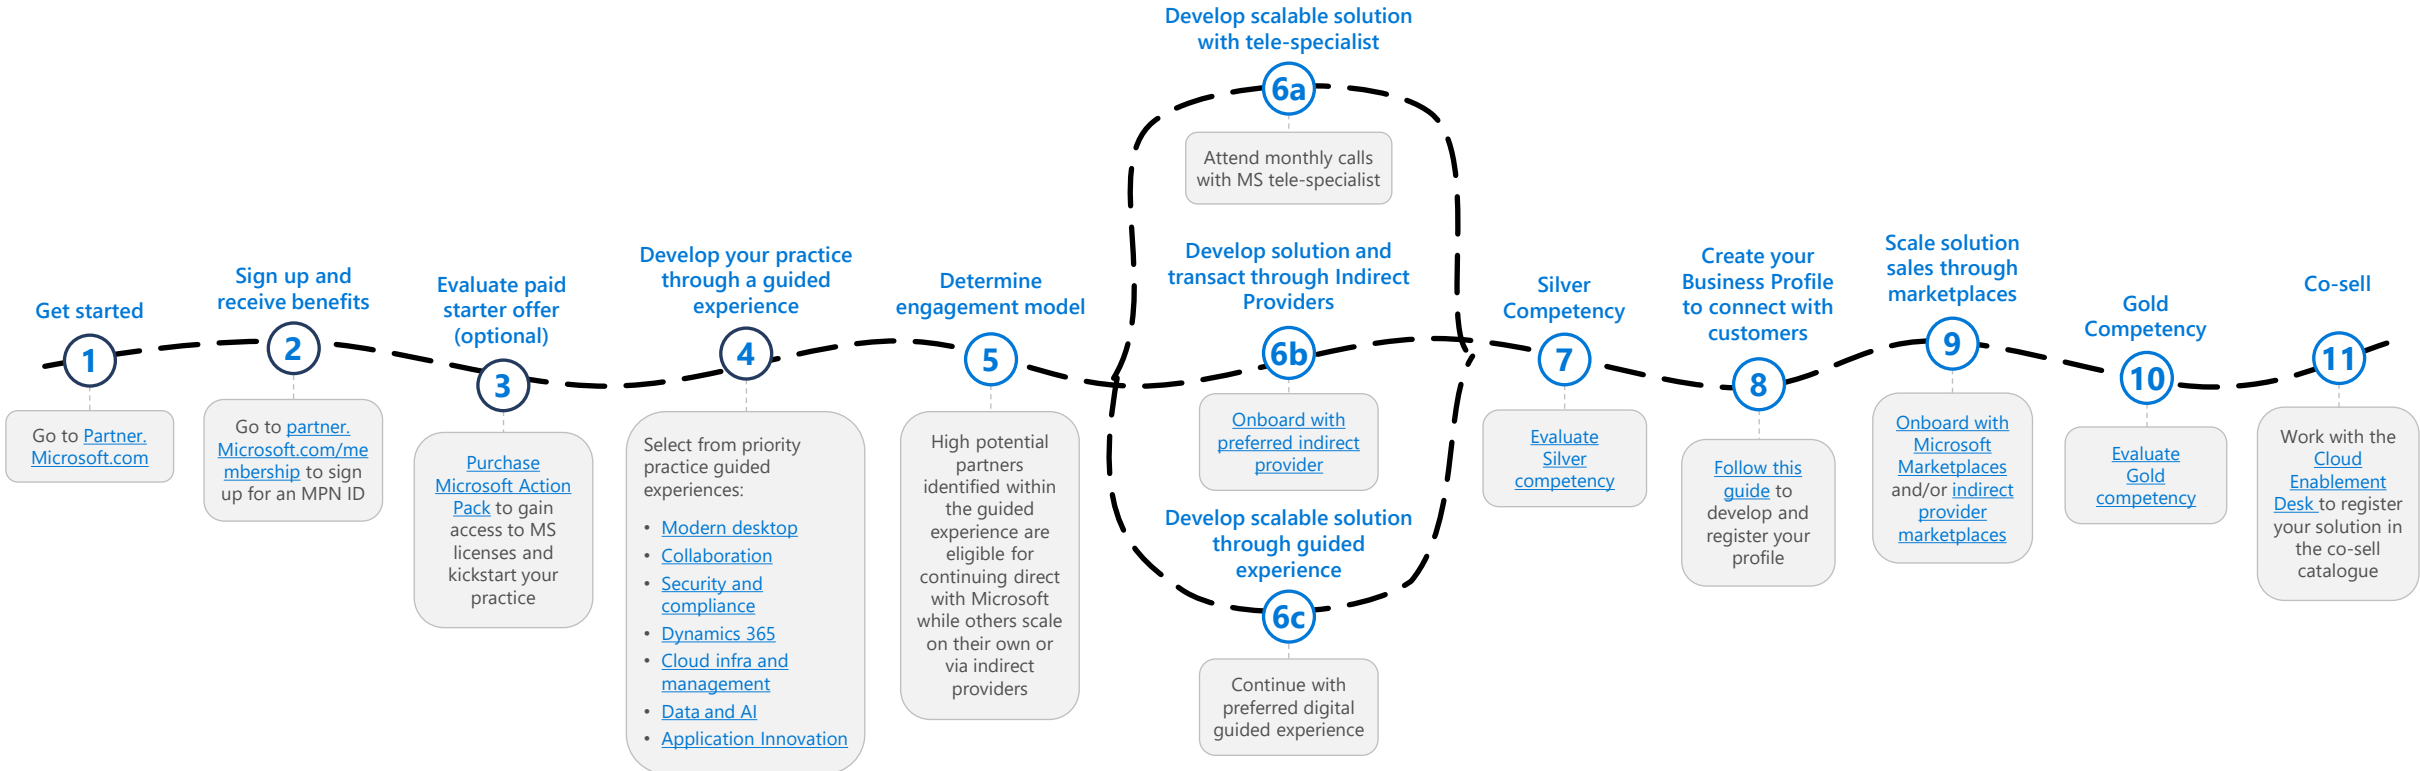 Get started
1
Go to Partner.
Microsoft.com
Sign up and
receive benefits
2
Go to partner.
Microsoft.com/me
mbership to sign
up for an MPN ID
Evaluate paid
starter offer
(optional)
3
Purchase
Microsoft Action
Pack to gain
access to MS
licenses and
kickstart your
practice
Develop your practice
through a guided
experience
4
Select from priority
practice guided
experiences:
• Modern desktop
• Collaboration
• Security and
compliance
• Dynamics 365
• Cloud infra and
management
• Data and AI
• Application Innovation
Determine
engagement model
5
High potential
partners
identified within
the guided
experience are
eligible for
continuing direct
with Microsoft
while others scale
on their own or
via indirect
providers
Develop scalable solution
with tele-specialist
6a
Attend monthly calls
with MS tele-specialist
Develop solution and
transact through Indirect
Providers
6b
Onboard with
preferred indirect
provider
Develop scalable solution
through guided
experience
6c
Continue with
preferred digital
guided experience
Silver
Competency
7
Evaluate
Silver
competency
Create your
Business Profile
to connect with
customers
8
Follow this
guide to
develop and
register your
profile
Scale solution
sales through
marketplaces
9
Onboard with
Microsoft
Marketplaces
and/or indirect
provider
marketplaces
Gold
Competency
10
Evaluate
Gold
competency
Co-sell
11
Work with the
Cloud
Enablement
Desk to register
your solution in
the co-sell
catalogue